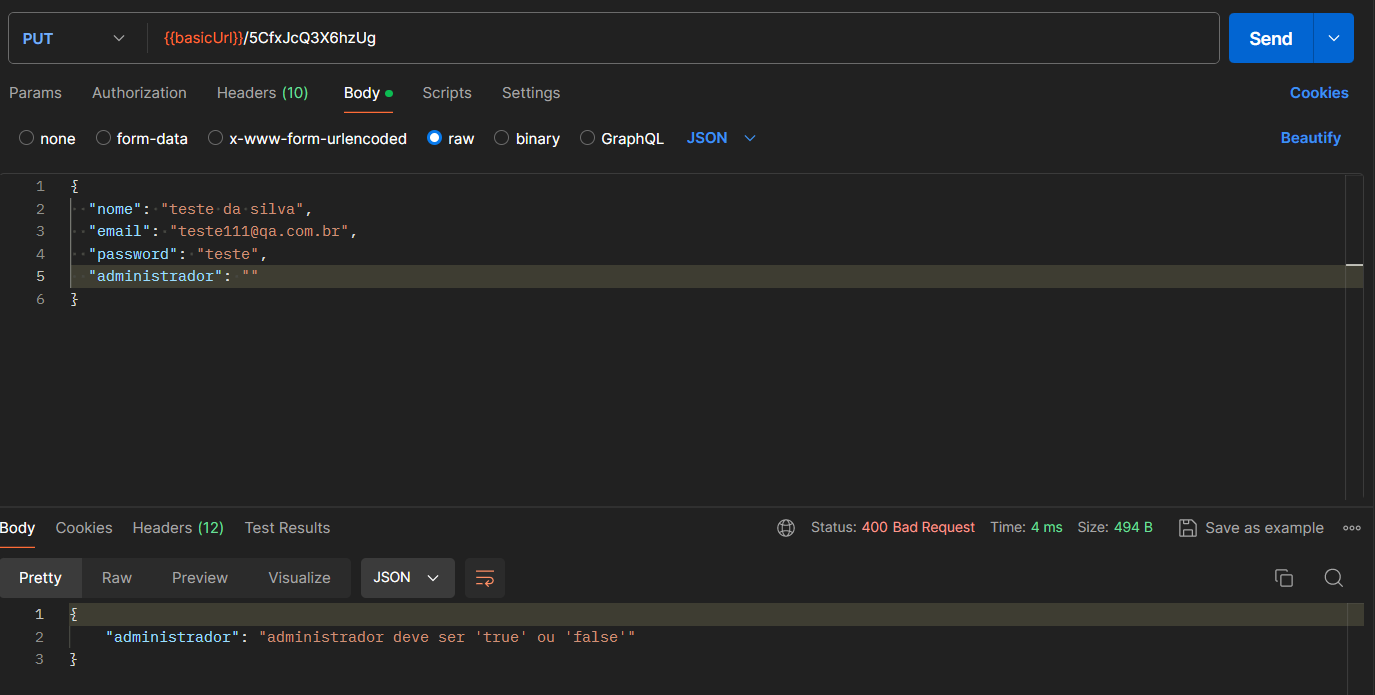 PUT {{basicUrl}}/5CfxJcQ3X6hzUg Send
Params Authorization Headers (10) Body Scripts Settings Cookies
none form-data x-www-form-urlencoded raw binary GraphQL JSON Beautify
1 {
2 "nome": "teste da silva",
3 "email": "teste111@qa.com.br",
4 "password": "teste",
5 "administrador": ""
6 }
Body Cookies Headers (12) Test Results Status: 400 Bad Request Time: 4 ms Size: 494 B Save as example
Pretty Raw Preview Visualize JSON
1 {
2 "administrador": "administrador deve ser 'true' ou 'false'"
3 }